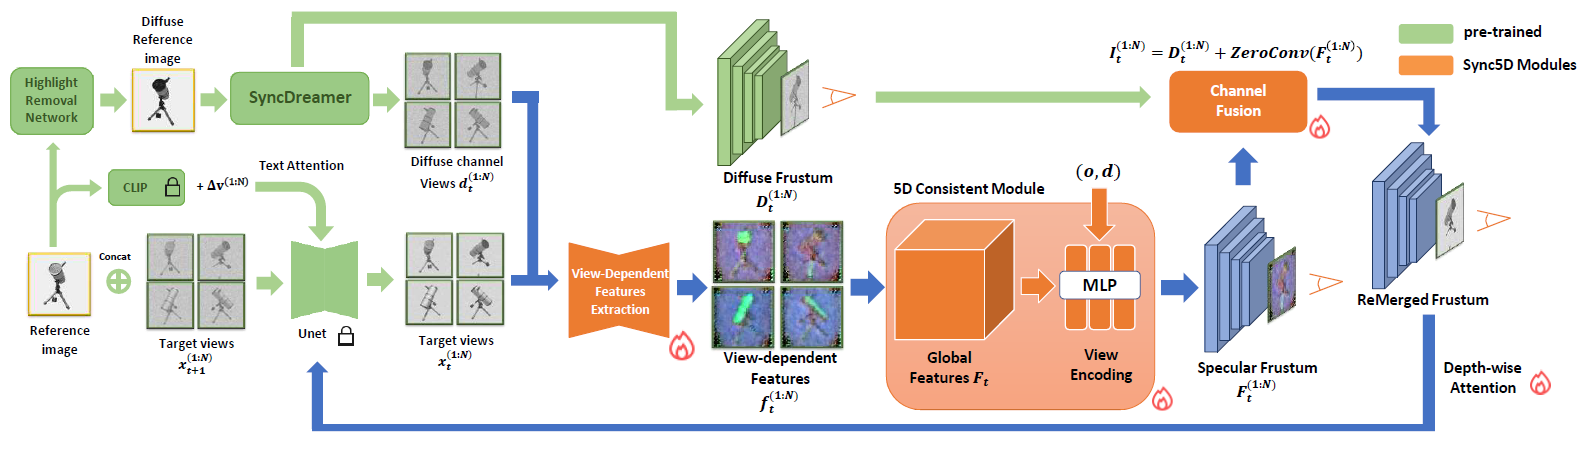 Diffuse
Reference
image
Highlight
Removal
Network
SyncDreamer
Diffuse channel
Views $d_t^{(1:N)}$
CLIP
+ $\Delta v^{(1:N)}$
Text Attention
Reference
image
Concat
Target views
$x_{t+1}^{(1:N)}$
Unet
Target views
$x_t^{(1:N)}$
View-Dependent
Features
Extraction
View-dependent
Features
$f_t^{(1:N)}$
Diffuse Frustum
$D_t^{(1:N)}$
5D Consistent Module
$(o, d)$
Global
Features $F_t$
MLP
View
Encoding
$I_t^{(1:N)} = D_t^{(1:N)} + ZeroConv(F_t^{(1:N)})$
Channel
Fusion
Specular Frustum
$F_t^{(1:N)}$
ReMerged Frustum
Depth-wise
Attention
pre-trained
Sync5D Modules